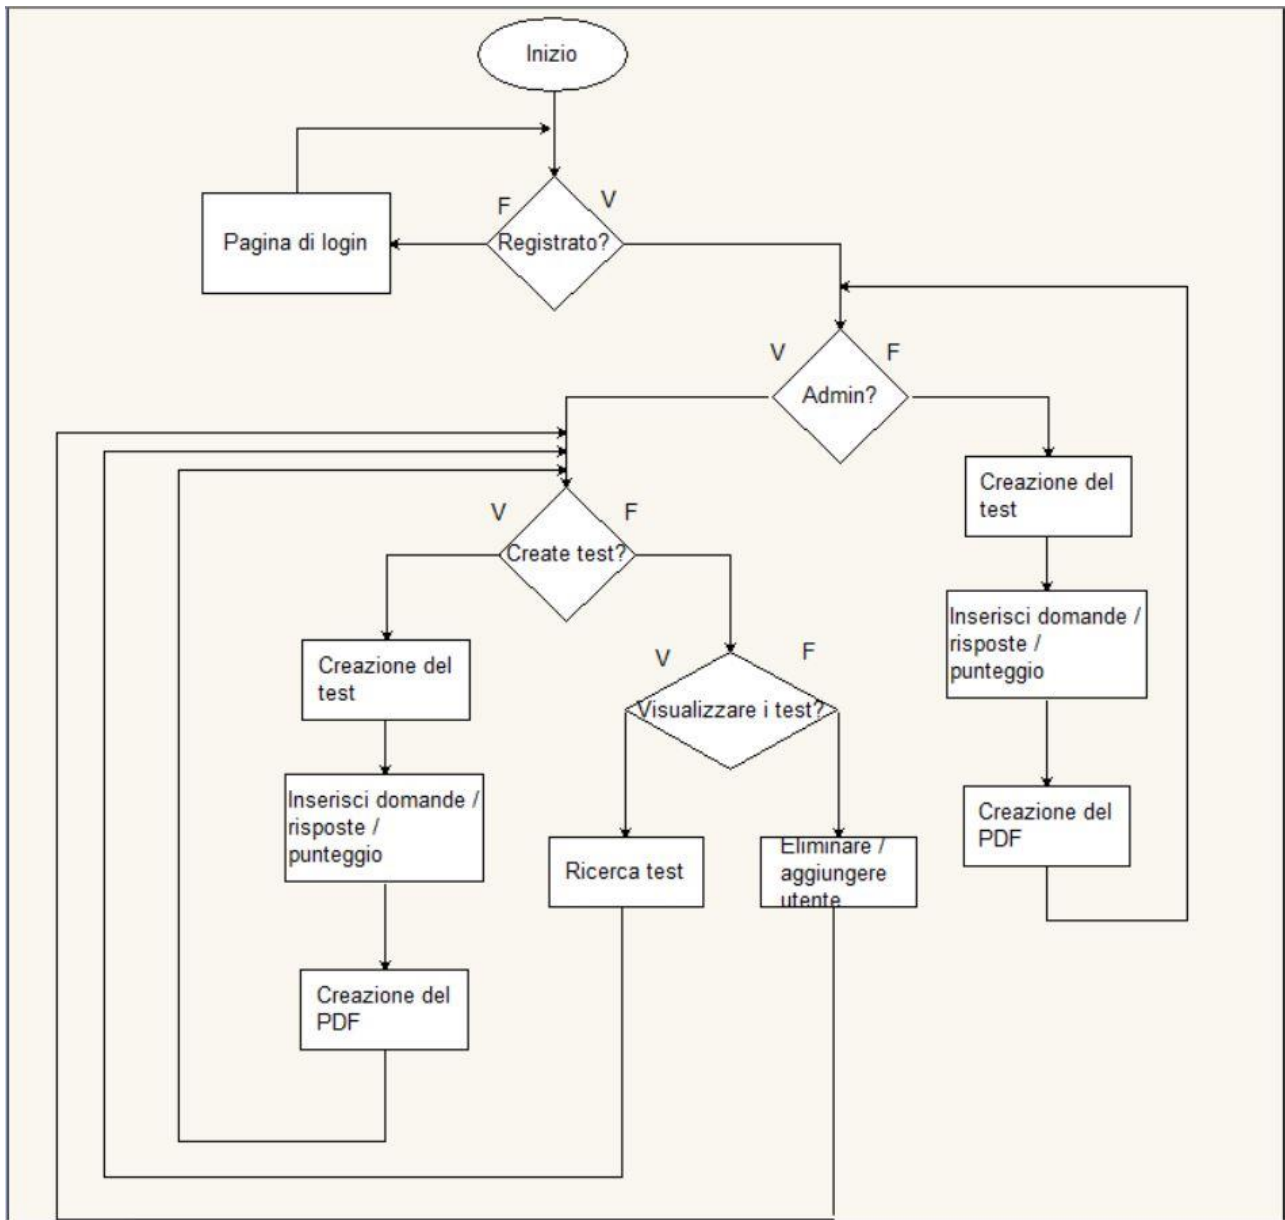 Inizio
F
V
Pagina di login
Registrato?
V
F
Admin?
Creazione del
test
V
F
Create test?
Inserisci domande /
risposte /
punteggio
Creazione del
test
V
F
Visualizzare i test?
Inserisci domande /
risposte /
punteggio
Creazione del
PDF
Ricerca test
Eliminare /
aggiungere
utente
Creazione del
PDF